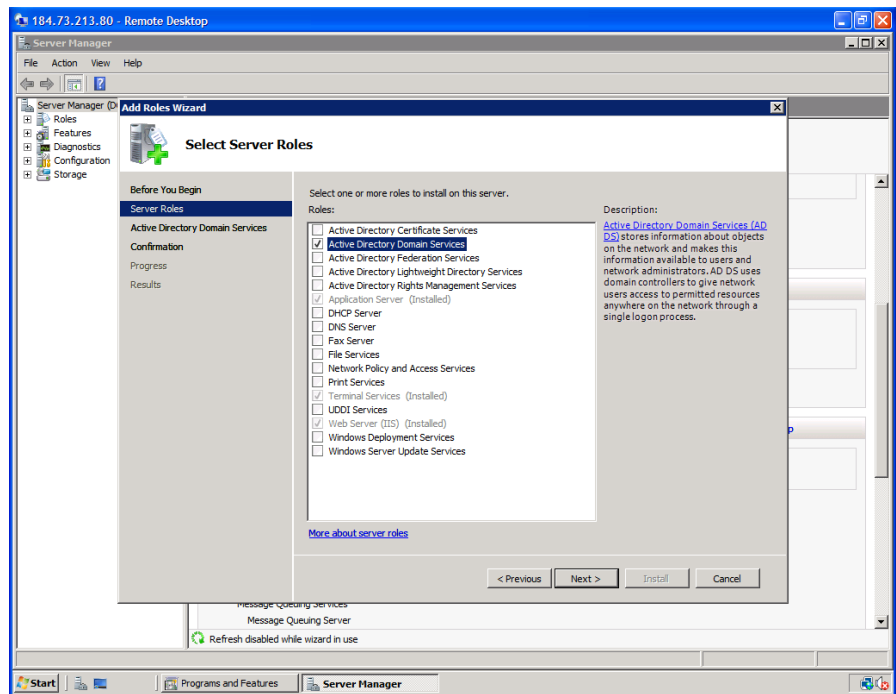 184.73.213.80 - Remote Desktop
Server Manager
File Action View Help
Server Manager (D
Roles
Features
Diagnostics
Configuration
Storage
Add Roles Wizard
Select Server Roles
Before You Begin
Server Roles
Active Directory Domain Services
Confirmation
Progress
Results
Select one or more roles to install on this server.
Roles:
Active Directory Certificate Services
Active Directory Domain Services
Active Directory Federation Services
Active Directory Lightweight Directory Services
Active Directory Rights Management Services
Application Server (Installed)
DHCP Server
DNS Server
Fax Server
File Services
Network Policy and Access Services
Print Services
Terminal Services (Installed)
UDDI Services
Web Server (IIS) (Installed)
Windows Deployment Services
Windows Server Update Services
More about server roles
Description:
Active Directory Domain Services (AD
DS) stores information about objects
on the network and makes this
information available to users and
network administrators. AD DS uses
domain controllers to give network
users access to permitted resources
anywhere on the network through a
single logon process.
p
< Previous Next > Install Cancel
Message Queuing Services
Message Queuing Server
Refresh disabled while wizard in use
Start Programs and Features Server Manager